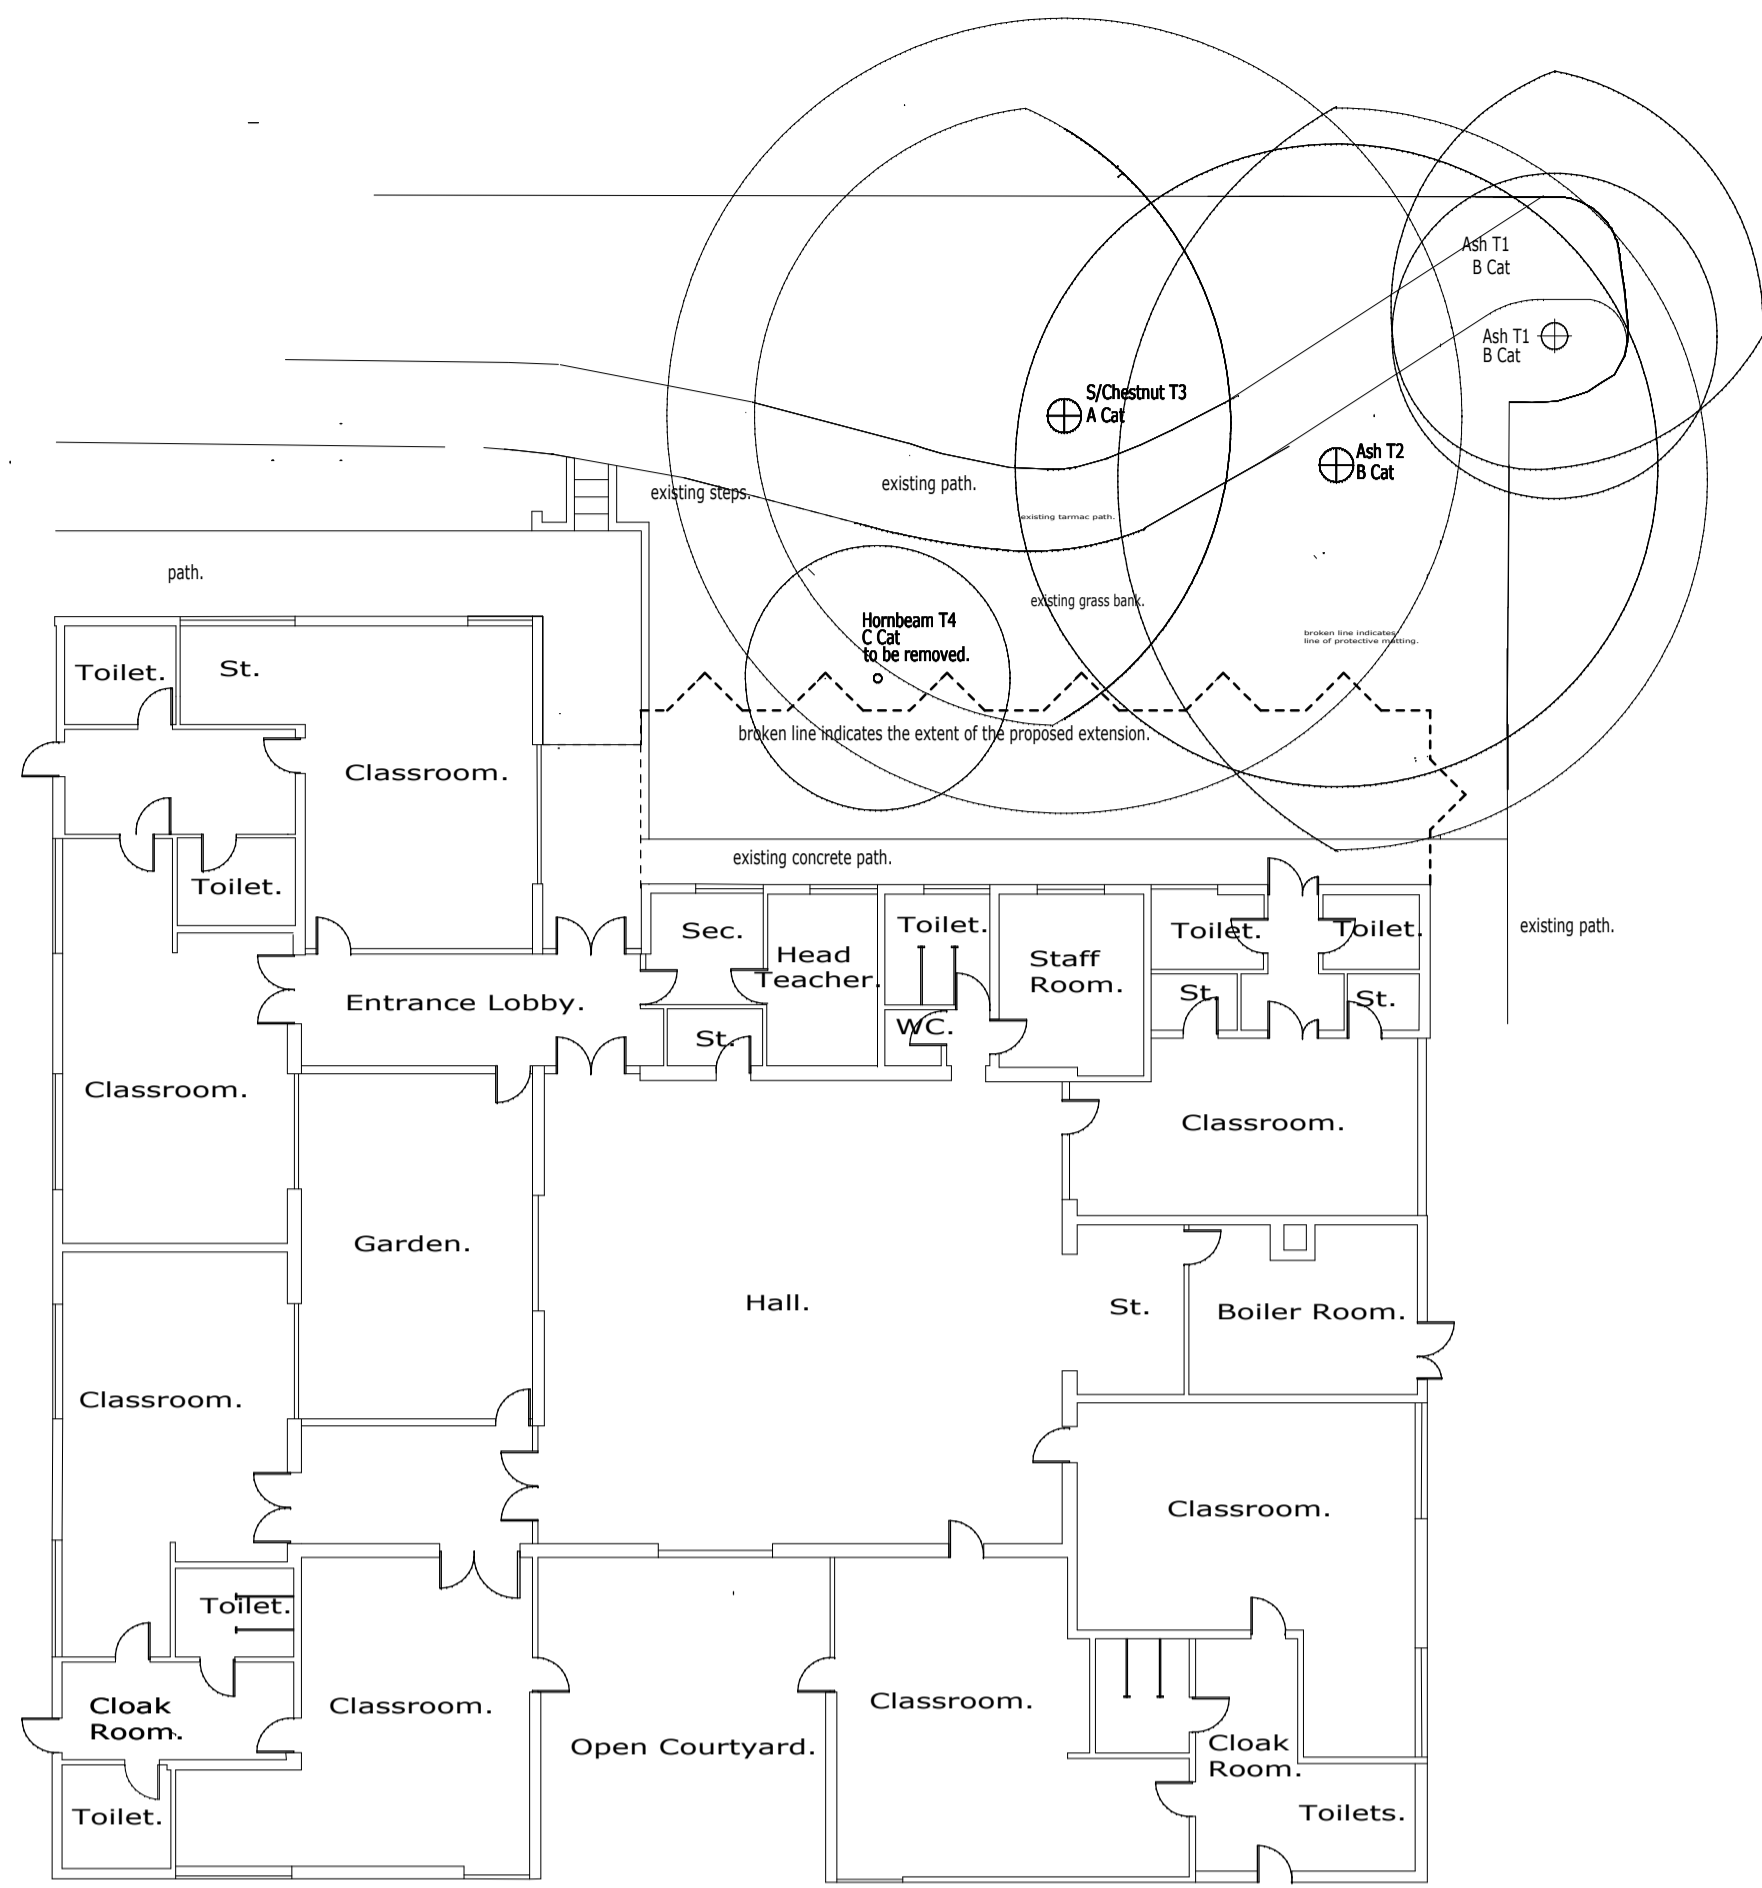 Ash T1
B Cat
Ash T1
B Cat
S/Chestnut T3
A Cat
Ash T2
B Cat
existing steps.
existing path.
existing tarmac path.
path.
existing grass bank.
Hornbeam T4
C Cat
to be removed.
broken line indicates
line of protective matting.
broken line indicates the extent of the proposed extension.
Toilet.
St.
Classroom.
existing concrete path.
Toilet.
existing path.
Sec.
Head
Teacher.
Toilet.
Staff
Room.
Toilet.
Toilet.
Entrance Lobby.
St.
WC.
St.
St.
Classroom.
Classroom.
Garden.
Hall.
St.
Boiler Room.
Classroom.
Classroom.
Toilet.
Cloak
Room.
Classroom.
Open Courtyard.
Classroom.
Cloak
Room.
Toilet.
Toilets.